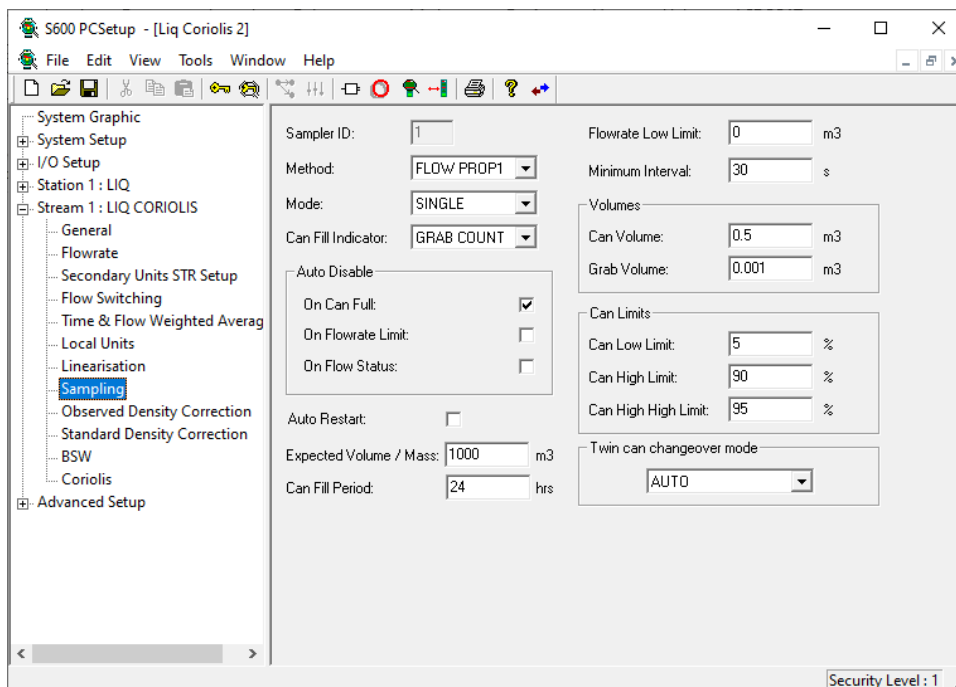 S600 PCSetup - [Liq Coriolis 2]
File Edit View Tools Window Help
System Graphic
System Setup
I/O Setup
Station 1 : LIQ
Stream 1 : LIQ CORIOLIS
General
Flowrate
Secondary Units STR Setup
Flow Switching
Time & Flow Weighted Averag
Local Units
Linearisation
Sampling
Observed Density Correction
Standard Density Correction
BSW
Coriolis
Advanced Setup
Sampler ID: 1
Method: FLOW PROP1
Mode: SINGLE
Can Fill Indicator: GRAB COUNT
Auto Disable
On Can Full:
On Flowrate Limit:
On Flow Status:
Auto Restart:
Expected Volume / Mass: 1000 m3
Can Fill Period: 24 hrs
Flowrate Low Limit: 0 m3
Minimum Interval: 30 s
Volumes
Can Volume: 0.5 m3
Grab Volume: 0.001 m3
Can Limits
Can Low Limit: 5 %
Can High Limit: 90 %
Can High High Limit: 95 %
Twin can changeover mode
AUTO
Security Level : 1